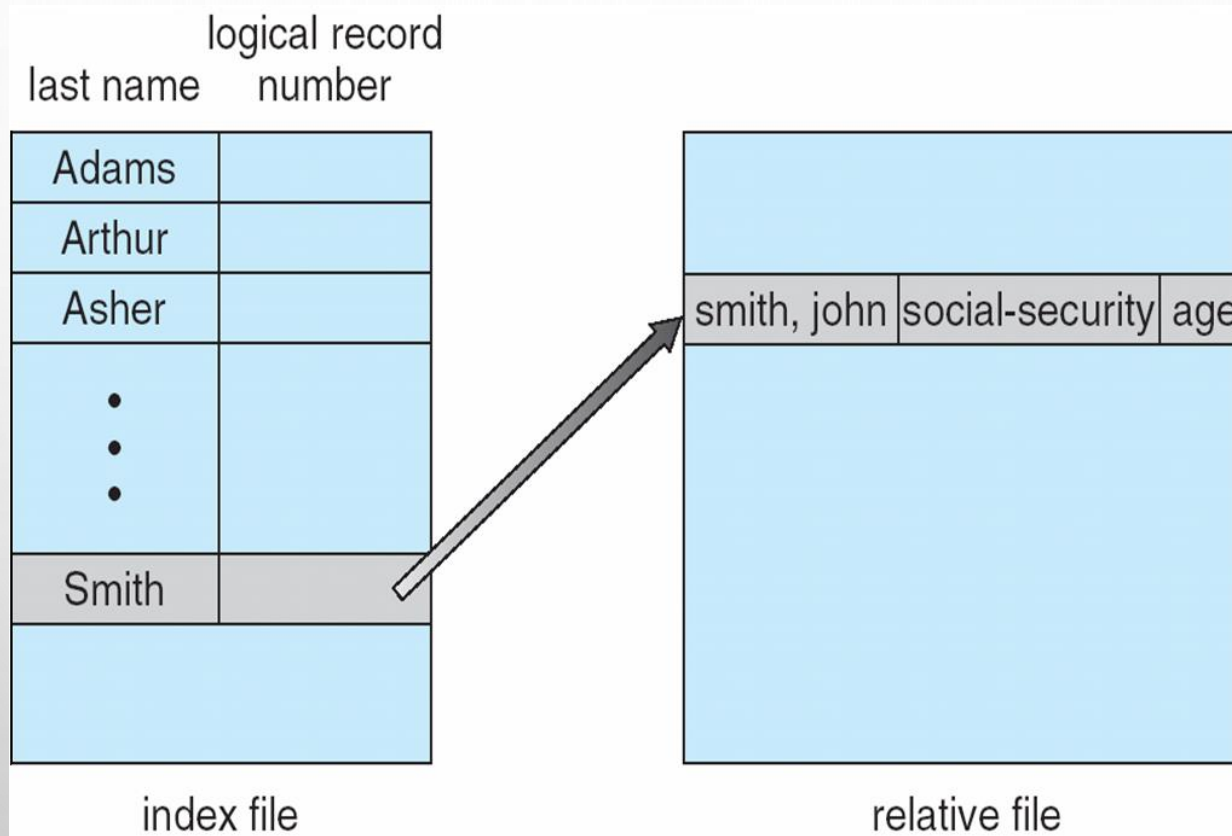 logical record
last name number
Adams
Arthur
Asher
smith, john social-security age
Smith
index file relative file